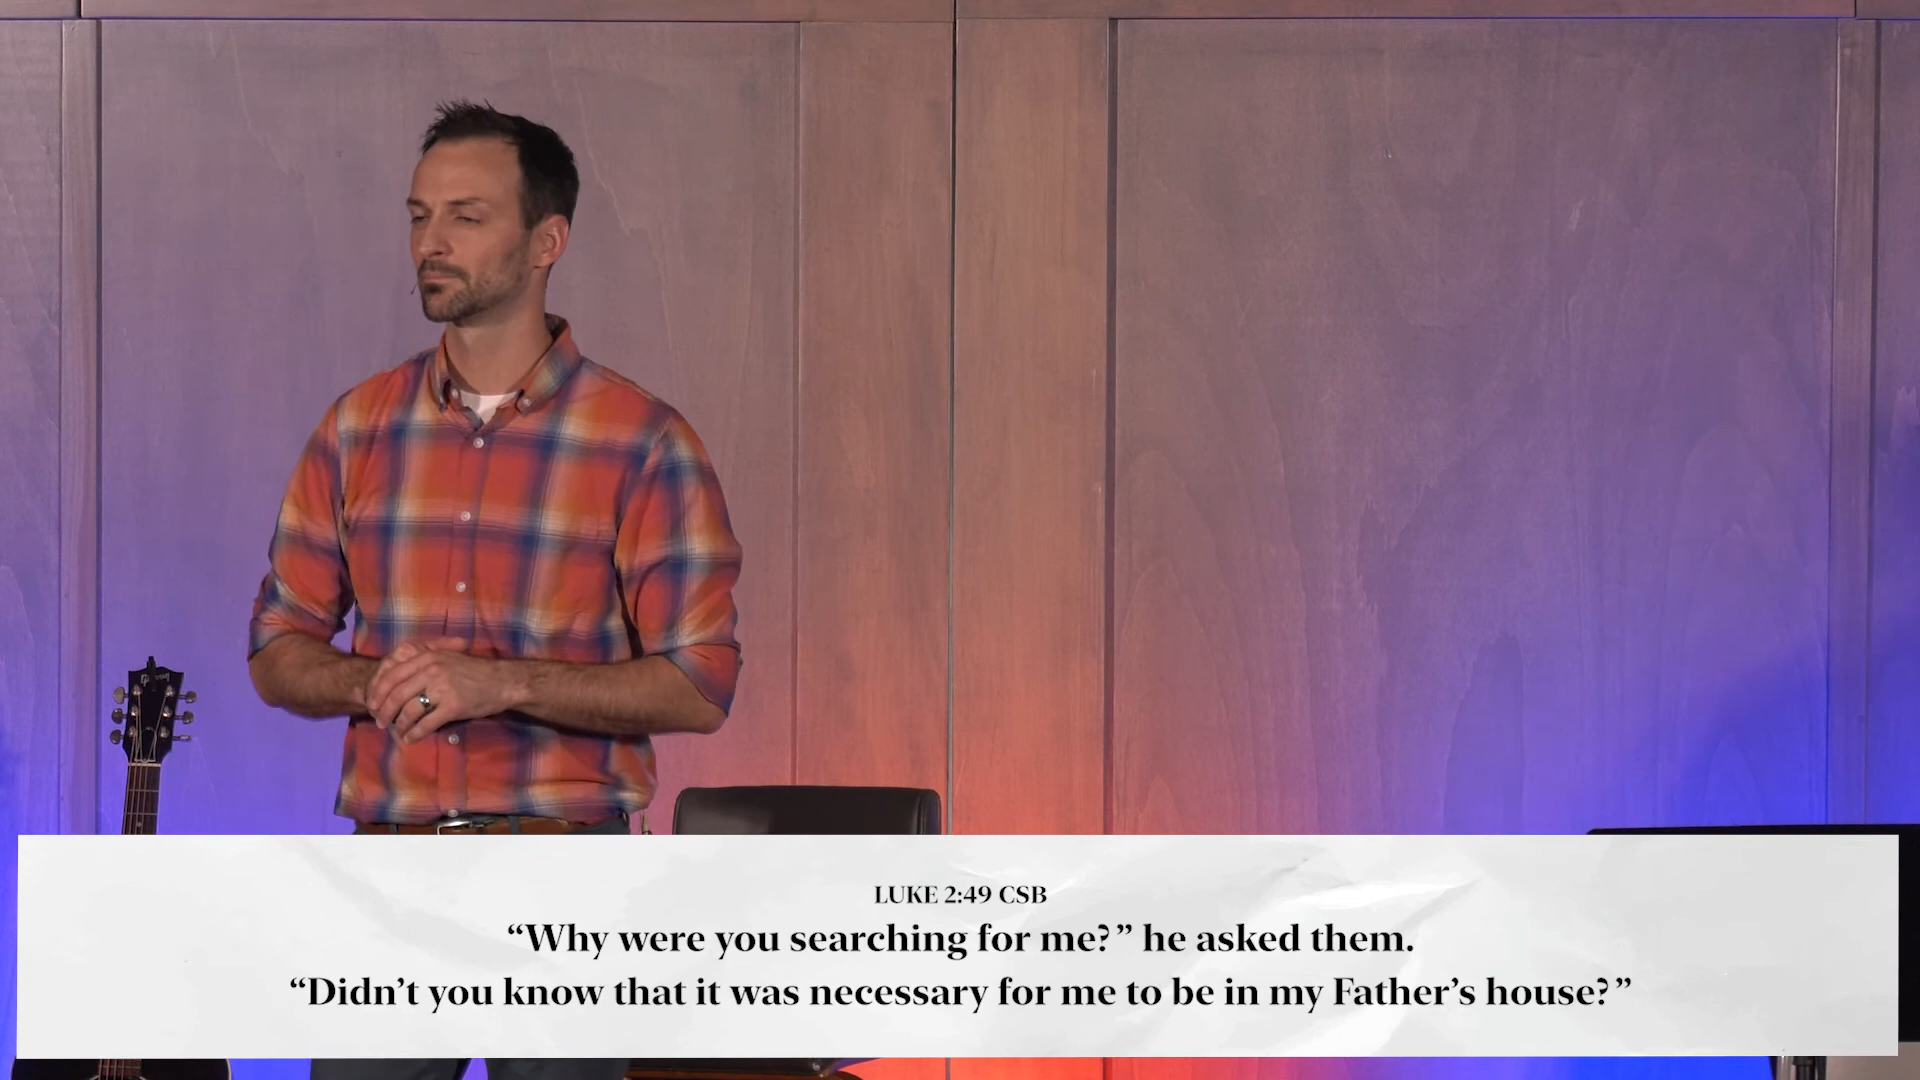 Gibson
LUKE 2:49 CSB
“Why were you searching for me?” he asked them.
“Didn’t you know that it was necessary for me to be in my Father’s house?”